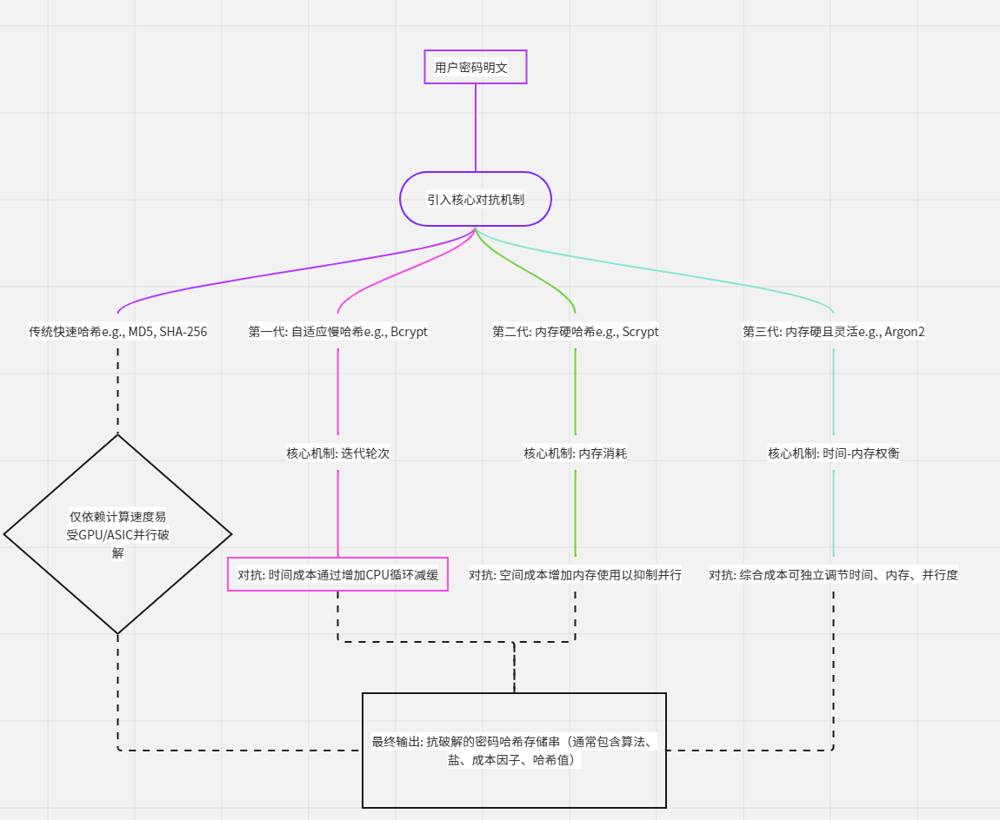 用户密码明文
引入核心对抗机制
传统快速哈希e.g., MD5, SHA-256
第一代: 自适应慢哈希e.g., Bcrypt
第二代: 内存硬哈希e.g., Scrypt
第三代: 内存硬且灵活e.g., Argon2
核心机制: 迭代轮次
核心机制: 内存消耗
核心机制: 时间-内存权衡
仅依赖计算速度易
受GPU/ASIC并行破
解
对抗: 时间成本通过增加CPU循环减缓
对抗: 空间成本增加内存使用以抑制并行
对抗: 综合成本可独立调节时间、内存、并行度
最终输出: 抗破解的密码哈希存储串（通常包含算法、
盐、成本因子、哈希值）